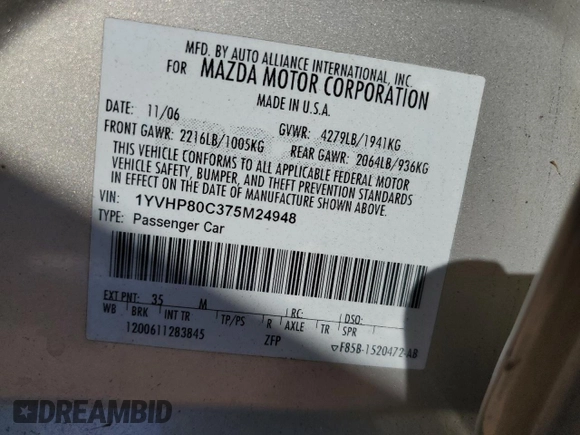 MFD. BY AUTO ALLIANCE INTERNATIONAL, INC.
FOR MAZDA MOTOR CORPORATION
MADE IN U.S.A.
DATE: 11/06 GVWR: 4279LB/1941KG
FRONT GAWR: 2216LB/1005KG REAR GAWR: 2064LB/936KG
THIS VEHICLE CONFORMS TO ALL APPLICABLE FEDERAL MOTOR
VEHICLE SAFETY, BUMPER, AND THEFT PREVENTION STANDARDS
IN EFFECT ON THE DATE OF MANUFACTURE SHOWN ABOVE.
VIN: 1YVHP80C375M24948
TYPE: Passenger Car
EXT PNT: 35 M RC: DSO:
WB BRK INT TR TP/PS R AXLE TR SPR
1200611283845 ZFP ▽F85B-1520472-AB
DREAMBID